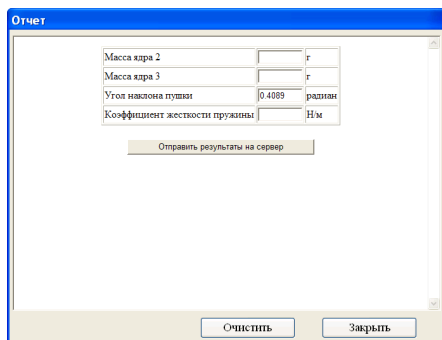 Отчет
Масса ядра 2 г
Масса ядра 3 г
Угол наклона пушки 0.4089 радиан
Коэффициент жесткости пружины Н/м
Отправить результаты на сервер
Очистить Закрыть